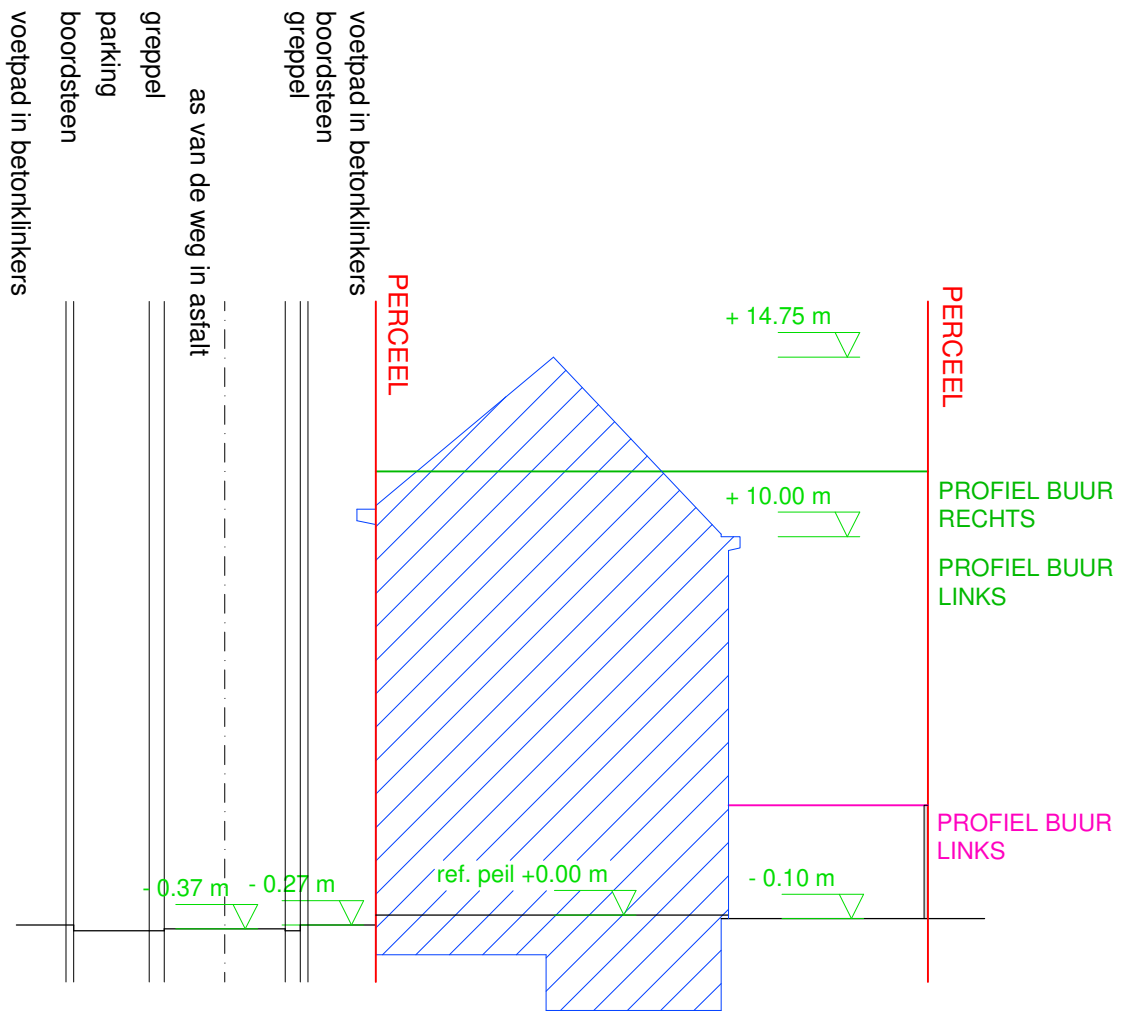 voetpad in betonklinkers
boordsteen
parking
greppel
as van de weg in asfalt
greppel
boordsteen
voetpad in betonklinkers
PERCEEL
PERCEEL
+ 14.75 m
+ 10.00 m
PROFIEL BUUR
RECHTS
PROFIEL BUUR
LINKS
PROFIEL BUUR
LINKS
- 0.37 m
- 0.27 m
ref. peil +0.00 m
- 0.10 m